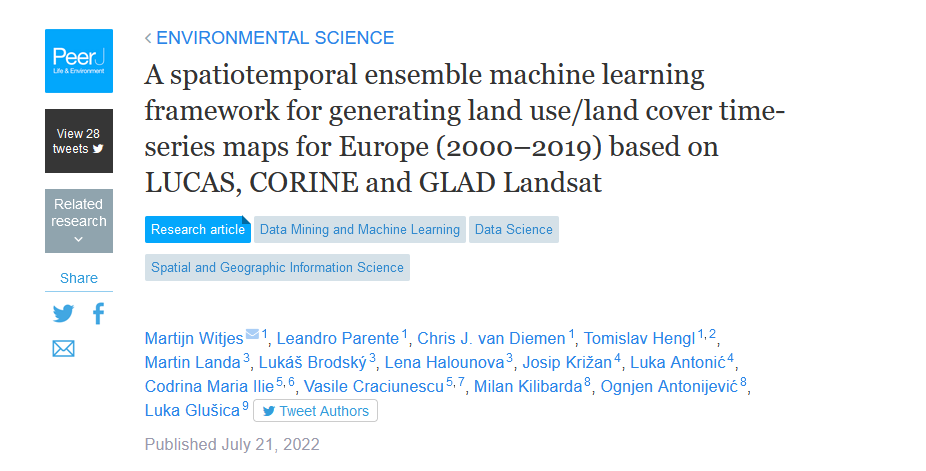 PeerJ
Life & Environment
View 28
tweets
Related
research
Share
‹ ENVIRONMENTAL SCIENCE
A spatiotemporal ensemble machine learning
framework for generating land use/land cover time-
series maps for Europe (2000–2019) based on
LUCAS, CORINE and GLAD Landsat
Research article Data Mining and Machine Learning Data Science
Spatial and Geographic Information Science
Martijn Witjes 1, Leandro Parente 1, Chris J. van Diemen 1, Tomislav Hengl 1,2,
Martin Landa 3, Lukáš Brodský 3, Lena Halounova 3, Josip Križan 4, Luka Antonić 4,
Codrina Maria Ilie 5,6, Vasile Craciunescu 5,7, Milan Kilibarda 8, Ognjen Antonijević 8,
Luka Glušica 9 Tweet Authors
Published July 21, 2022